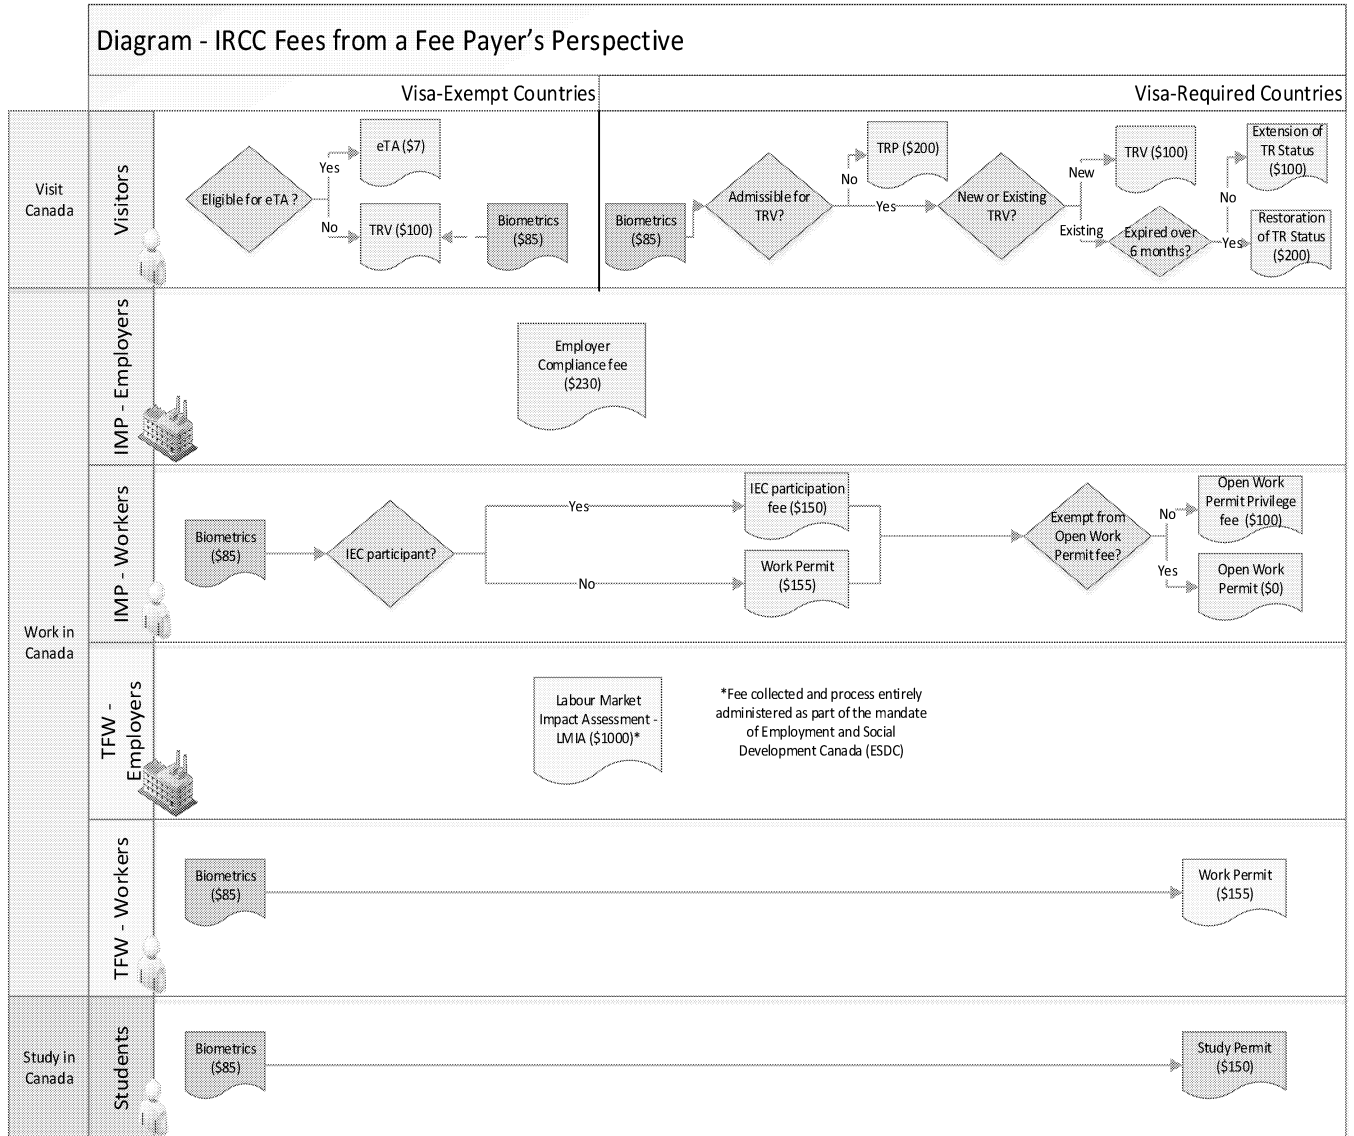 Diagram - IRCC Fees from a Fee Payer's Perspective
Visa-Exempt Countries
Visa-Required Countries
Visit
Canada
Visitors
Eligible for eTA ?
Yes
eTA ($7)
No
TRV ($100)
Biometrics
($85)
Biometrics
($85)
Admissible for
TRV?
No
TRP ($200)
Yes
New or Existing
TRV?
New
TRV ($100)
Existing
Expired over
6 months?
No
Extension of
TR Status
($100)
Yes
Restoration
of TR Status
($200)
Work in
Canada
IMP - Employers
Employer
Compliance fee
($230)
IMP - Workers
Biometrics
($85)
IEC participant?
Yes
IEC participation
fee ($150)
No
Work Permit
($155)
Exempt from
Open Work
Permit fee?
No
Open Work
Permit Privilege
fee ($100)
Yes
Open Work
Permit ($0)
TFW -
Employers
Labour Market
Impact Assessment -
LMIA ($1000)*
*Fee collected and process entirely
administered as part of the mandate
of Employment and Social
Development Canada (ESDC)
TFW - Workers
Biometrics
($85)
Work Permit
($155)
Study in
Canada
Students
Biometrics
($85)
Study Permit
($150)